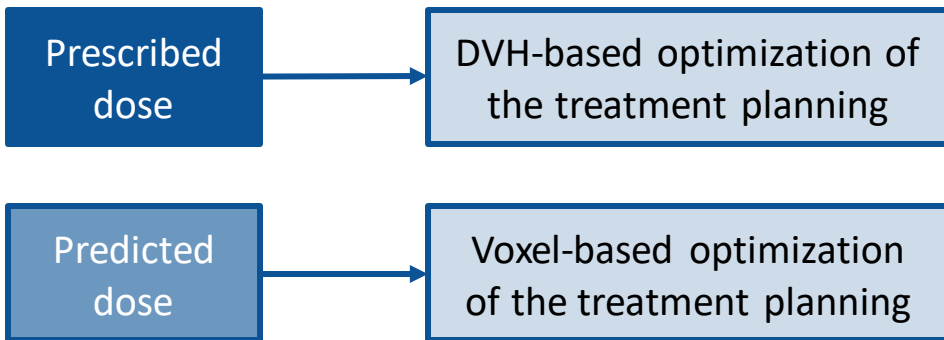 Prescribed
dose
DVH-based optimization of
the treatment planning
Predicted
dose
Voxel-based optimization
of the treatment planning